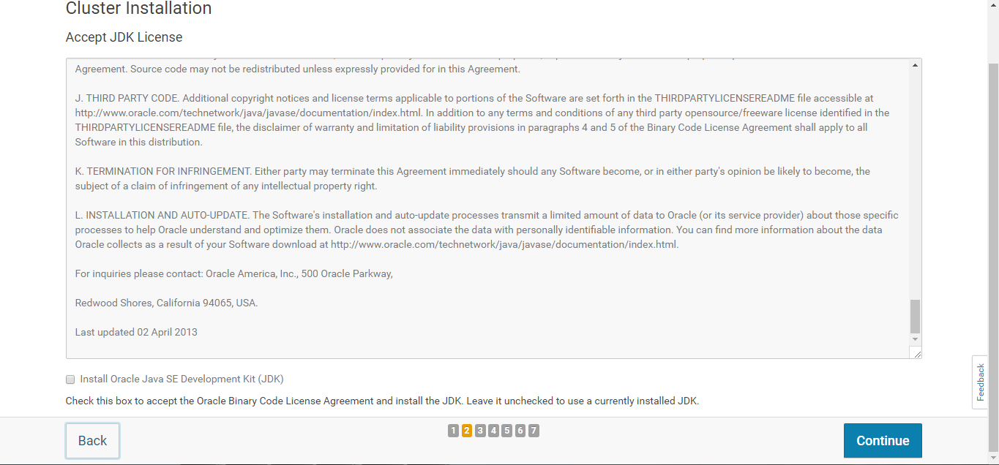 Cluster Installation
Accept JDK License
Agreement. Source code may not be redistributed unless expressly provided for in this Agreement.
J. THIRD PARTY CODE. Additional copyright notices and license terms applicable to portions of the Software are set forth in the THIRDPARTYLICENSEREADME file accessible at
http://www.oracle.com/technetwork/java/javase/documentation/index.html. In addition to any terms and conditions of any third party opensource/freeware license identified in the
THIRDPARTYLICENSEREADME file, the disclaimer of warranty and limitation of liability provisions in paragraphs 4 and 5 of the Binary Code License Agreement shall apply to all
Software in this distribution.
K. TERMINATION FOR INFRINGEMENT. Either party may terminate this Agreement immediately should any Software become, or in either party's opinion be likely to become, the
subject of a claim of infringement of any intellectual property right.
L. INSTALLATION AND AUTO-UPDATE. The Software's installation and auto-update processes transmit a limited amount of data to Oracle (or its service provider) about those specific
processes to help Oracle understand and optimize them. Oracle does not associate the data with personally identifiable information. You can find more information about the data
Oracle collects as a result of your Software download at http://www.oracle.com/technetwork/java/javase/documentation/index.html.
For inquiries please contact: Oracle America, Inc., 500 Oracle Parkway,
Redwood Shores, California 94065, USA.
Last updated 02 April 2013
Install Oracle Java SE Development Kit (JDK)
Check this box to accept the Oracle Binary Code License Agreement and install the JDK. Leave it unchecked to use a currently installed JDK.
Feedback
Back
1 2 3 4 5 6 7
Continue